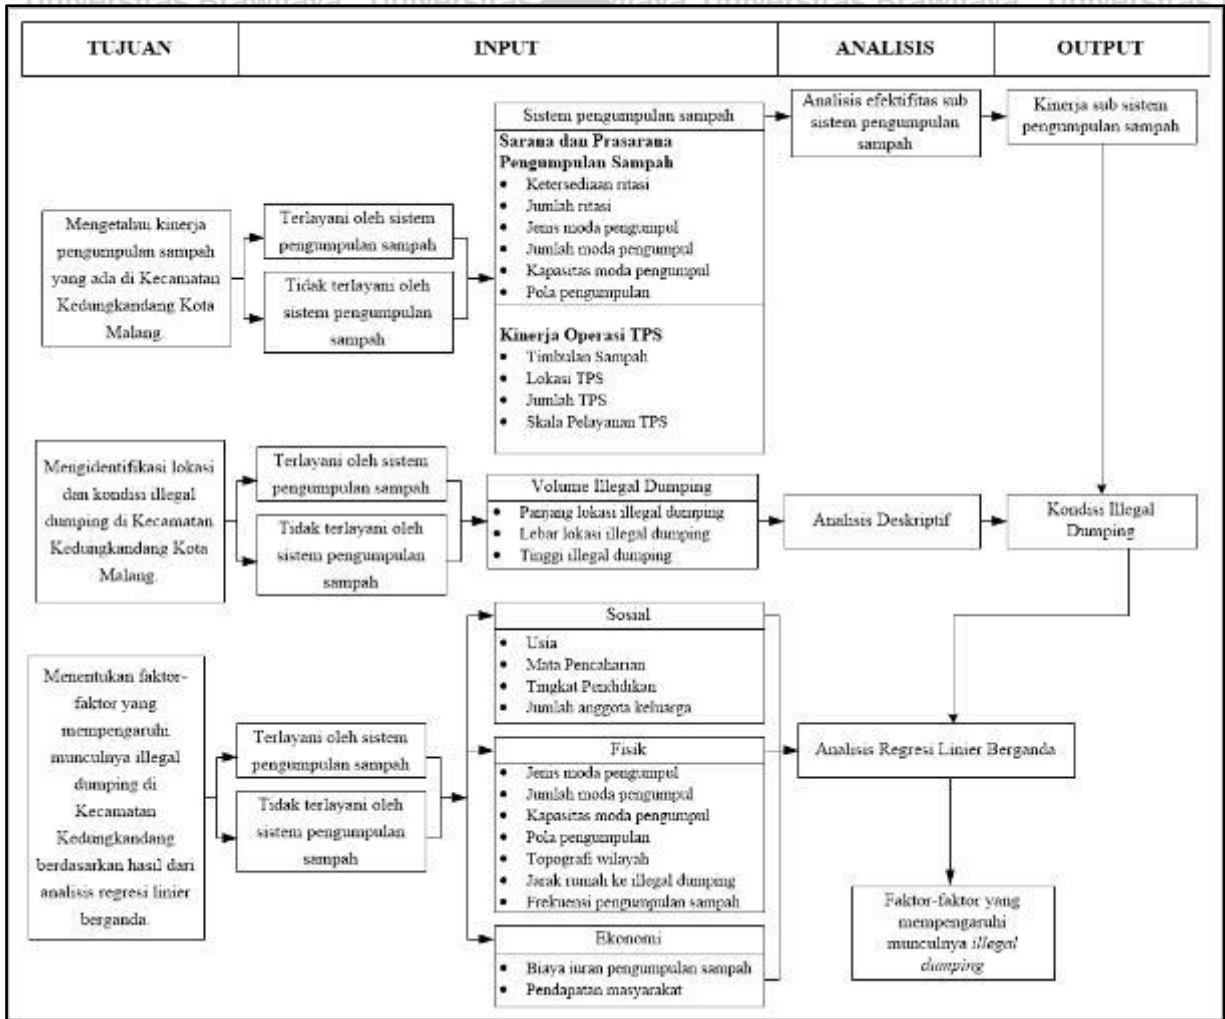 TUJUAN
INPUT
ANALISIS
OUTPUT
Mengetahui kinerja
pengumpulan sampah
yang ada di Kecamatan
Kedungkandang Kota
Malang.
Terlayani oleh sistem
pengumpulan sampah
Tidak terlayani oleh
sistem pengumpulan
sampah
Sistem pengumpulan sampah
Sarana dan Prasarana
Pengumpulan Sampah
• Ketersediaan ritasi
• Jumlah ritasi
• Jenis moda pengumpul
• Jumlah moda pengumpul
• Kapasitas moda pengumpul
• Pola pengumpulan
Kinerja Operasi TPS
• Timbulan Sampah
• Lokasi TPS
• Jumlah TPS
• Skala Pelayanan TPS
Analisis efektifitas sub
sistem pengumpulan
sampah
Kinerja sub sistem
pengumpulan sampah
Mengidentifikasi lokasi
dan kondisi illegal
dumping di Kecamatan
Kedungkandang Kota
Malang.
Terlayani oleh sistem
pengumpulan sampah
Tidak terlayani oleh
sistem pengumpulan
sampah
Volume Illegal Dumping
• Panjang lokasi illegal dumping
• Lebar lokasi illegal dumping
• Tinggi illegal dumping
Analisis Deskriptif
Kondisi Illegal
Dumping
Menentukan faktor-
faktor yang
mempengaruhi
munculnya illegal
dumping di
Kecamatan
Kedungkandang
berdasarkan hasil dari
analisis regresi linier
berganda.
Terlayani oleh sistem
pengumpulan sampah
Tidak terlayani oleh
sistem pengumpulan
sampah
Sosial
• Usia
• Mata Pencaharian
• Tingkat Pendidikan
• Jumlah anggota keluarga
Fisik
• Jenis moda pengumpul
• Jumlah moda pengumpul
• Kapasitas moda pengumpul
• Pola pengumpulan
• Topografi wilayah
• Jarak rumah ke illegal dumping
• Frekuensi pengumpulan sampah
Ekonomi
• Biaya iuran pengumpulan sampah
• Pendapatan masyarakat
Analisis Regresi Linier Berganda
Faktor-faktor yang
mempengaruhi
munculnya illegal
dumping